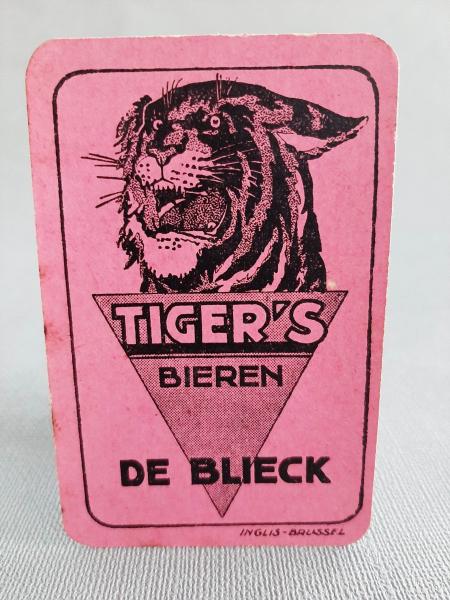 TIGER'S
BIEREN
DE BLIECK
INGLIS-BRUSSEL